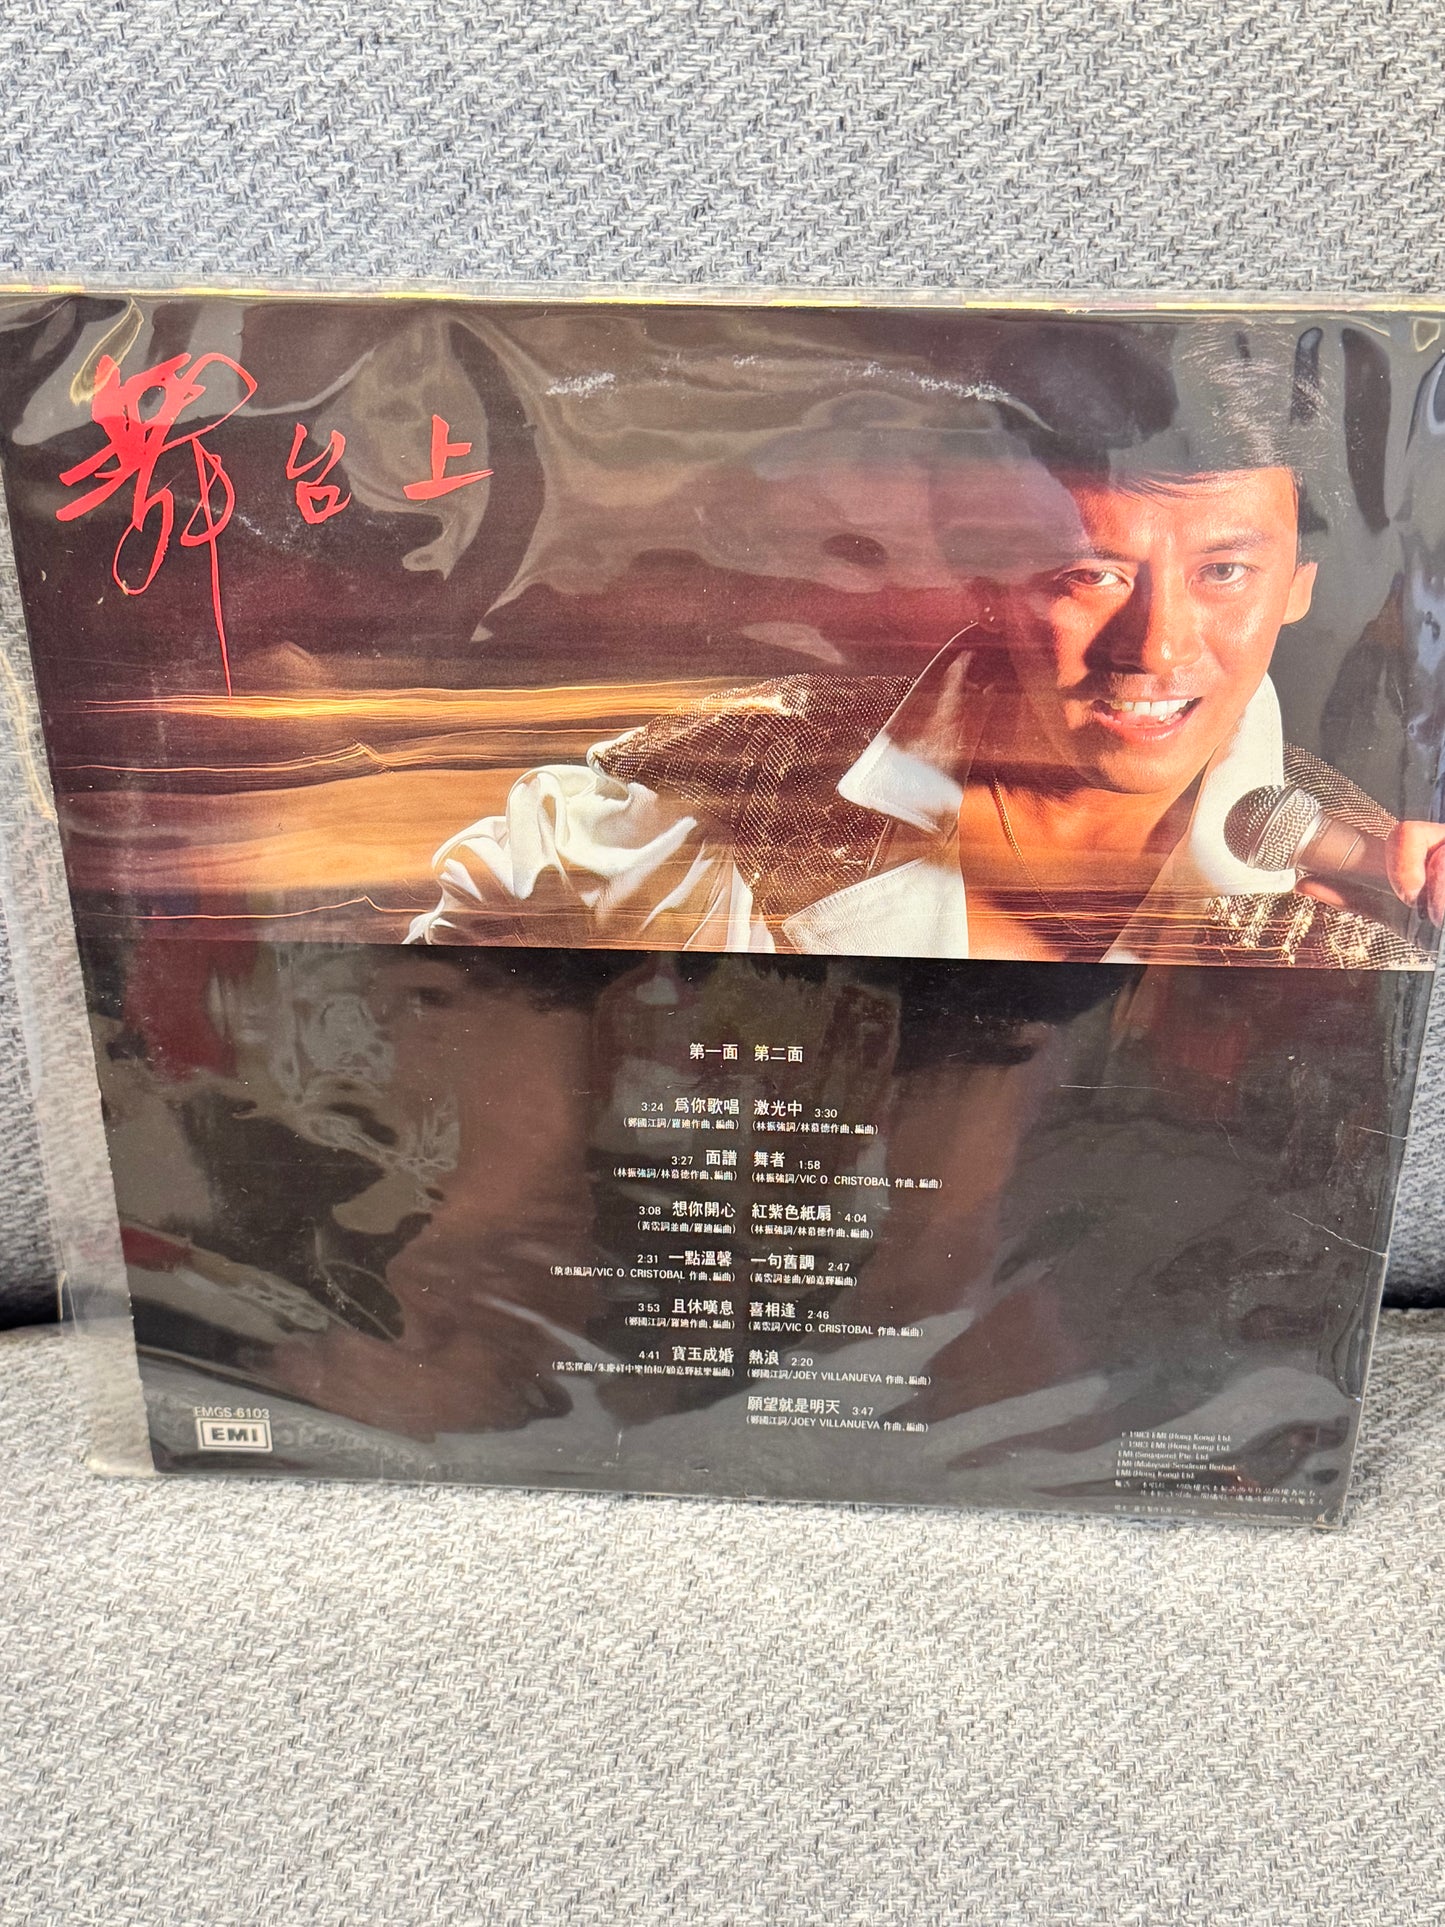 舞台上
第一面 第二面
3:24 為你歌唱 激光中 3:30
(鄭國江詞/羅迪作曲、編曲) (林振強詞/林慕德作曲、編曲)
3:27 面譜 舞者 1:58
(林振強詞/林慕德作曲、編曲) (林振強詞/VIC O. CRISTOBAL 作曲、編曲)
3:08 想你開心 紅紫色紙扇 4:04
(黃霑詞並曲/羅迪編曲) (林振強詞/林慕德作曲、編曲)
2:31 一點溫馨 一句舊調 2:47
(詹惠風詞/VIC O. CRISTOBAL 作曲、編曲) (黃霑詞並曲/顧嘉輝編曲)
3:53 且休嘆息 喜相逢 2:46
(鄭國江詞/羅迪作曲、編曲) (黃霑詞/VIC O. CRISTOBAL 作曲、編曲)
4:41 寶玉成婚 熱浪 2:20
(黃霑撰曲/朱慶祥中樂拍和/顧嘉輝絃樂編曲) (鄭國江詞/JOEY VILLANUEVA 作曲、編曲)
願望就是明天 3:47
(鄭國江詞/JOEY VILLANUEVA 作曲、編曲)
EMGS-6103
EMI
℗ 1983 EMI (Hong Kong) Ltd.
© 1983 EMI (Hong Kong) Ltd.
EMI (Singapore) Pte. Ltd.
EMI (Malaysia) Sendirian Berhad
EMI (Hong Kong) Ltd.